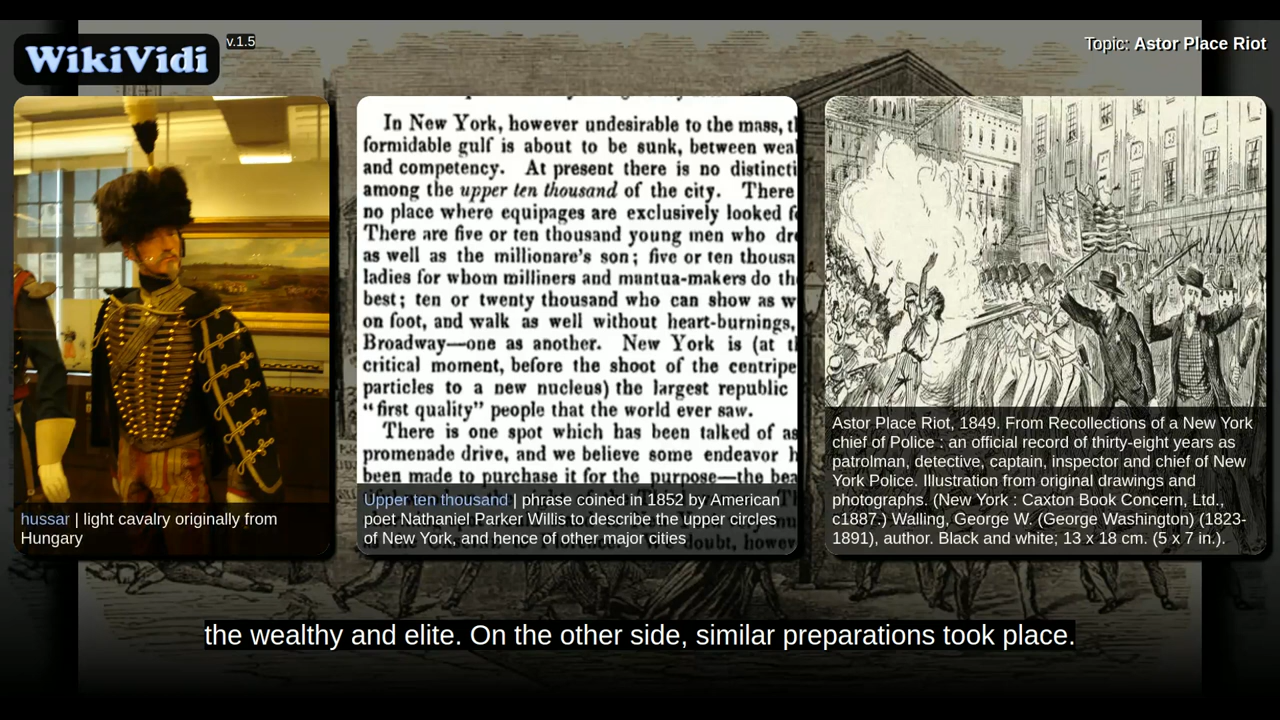 WikiVidi
v.1.5
Topic: Astor Place Riot
hussar | light cavalry originally from
Hungary
In New York, however undesirable to the mass,
formidable gulf is about to be sunk, between
and competency. At present there is no
among the upper ten thousand of the city. There
no place where equipages are exclusively looked
There are five or ten thousand young men who
as well as the millionare's son; five or ten
ladies for whom milliners and mantua-makers do
best; ten or twenty thousand who can show as
on foot, and walk as well without heart-burnings,
Broadway—one as another. New York is (at
critical moment, before the shoot of the
particles to a new nucleus) the largest republic
"first quality" people that the world ever saw.
There is one spot which has been talked of as
promenade drive, and we believe some endeavor
been made to purchase it for the purpose—the
Upper ten thousand | phrase coined in 1852 by American
poet Nathaniel Parker Willis to describe the upper circles
of New York, and hence of other major cities
Astor Place Riot, 1849. From Recollections of a New York
chief of Police : an official record of thirty-eight years as
patrolman, detective, captain, inspector and chief of New
York Police. Illustration from original drawings and
photographs. (New York : Caxton Book Concern, Ltd.,
c1887.) Walling, George W. (George Washington) (1823-
1891), author. Black and white; 13 x 18 cm. (5 x 7 in.).
the wealthy and elite. On the other side, similar preparations took place.